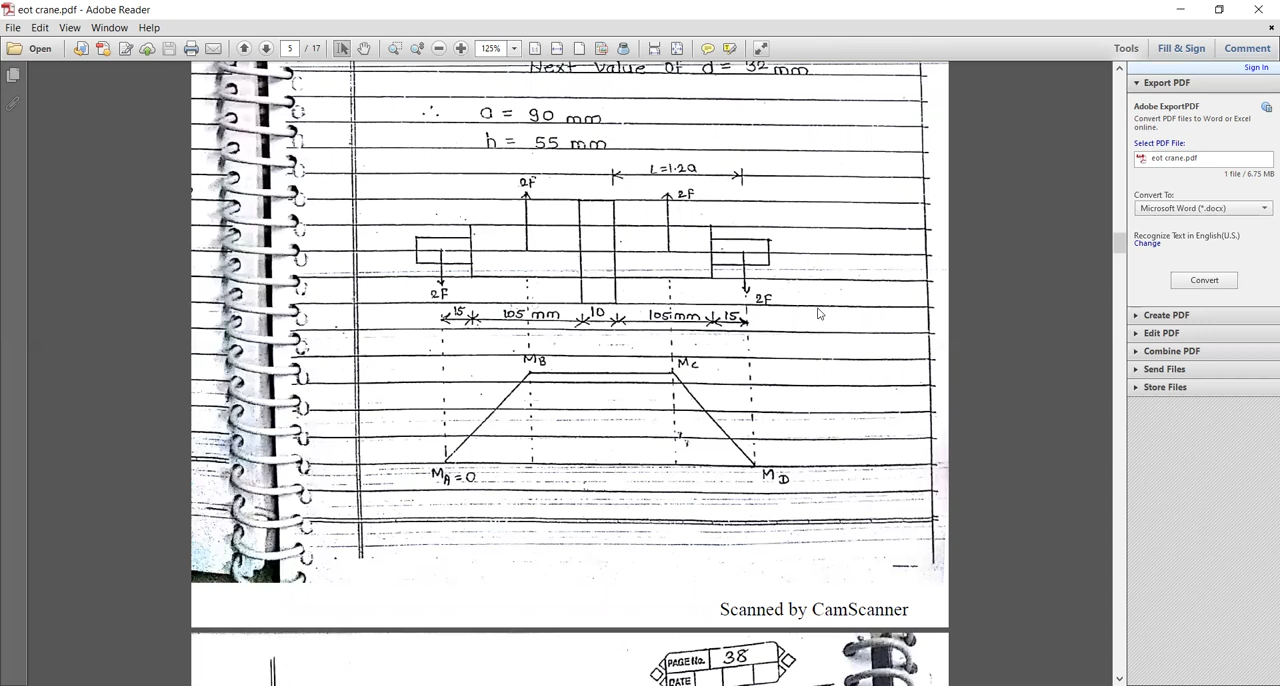 eot crane.pdf - Adobe Reader
File Edit View Window Help
Open 5 / 17 125% Tools Fill & Sign Comment
Sign In
Export PDF
Adobe ExportPDF
Convert PDF files to Word or Excel online.
Select PDF File:
eot crane.pdf
1 file / 6.75 MB
Convert To:
Microsoft Word (*.docx)
Recognize Text in English(U.S.)
Change
Convert
Create PDF
Edit PDF
Combine PDF
Send Files
Store Files
Next value of d = 32 mm
∴ a = 90 mm
h = 55 mm
L=1.2a
2F 2F
2F 2F
15 105 mm 10 105 mm 15
MB MC
MA=0 MD
Scanned by CamScanner
PAGE No. 38
DATE